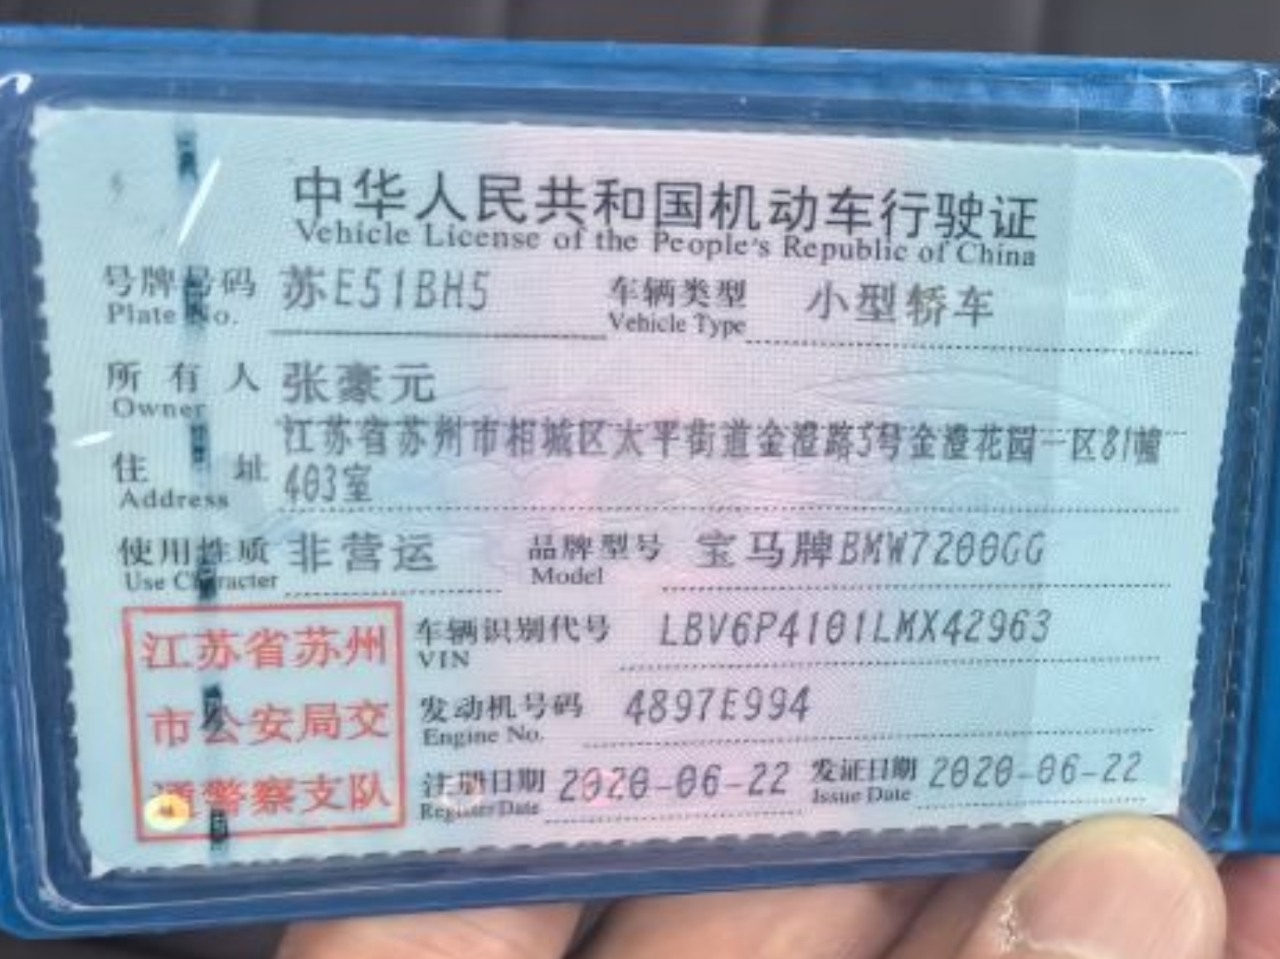 中华人民共和国机动车行驶证
Vehicle License of the People's Republic of China
号牌号码 苏E51BH5 车辆类型 小型轿车
Plate No. Vehicle Type
所有人 张豪元
Owner
江苏省苏州市相城区太平街道金澄路5号金澄花园一区81幢
住址 403室
Address
使用性质 非营运 品牌型号 宝马牌BMW7200GG
Use Character Model
江苏省苏州
市公安局交
通警察支队
车辆识别代号 LBV6P4101LMX42963
VIN
发动机号码 4897E994
Engine No.
注册日期 2020-06-22 发证日期 2020-06-22
Register Date Issue Date